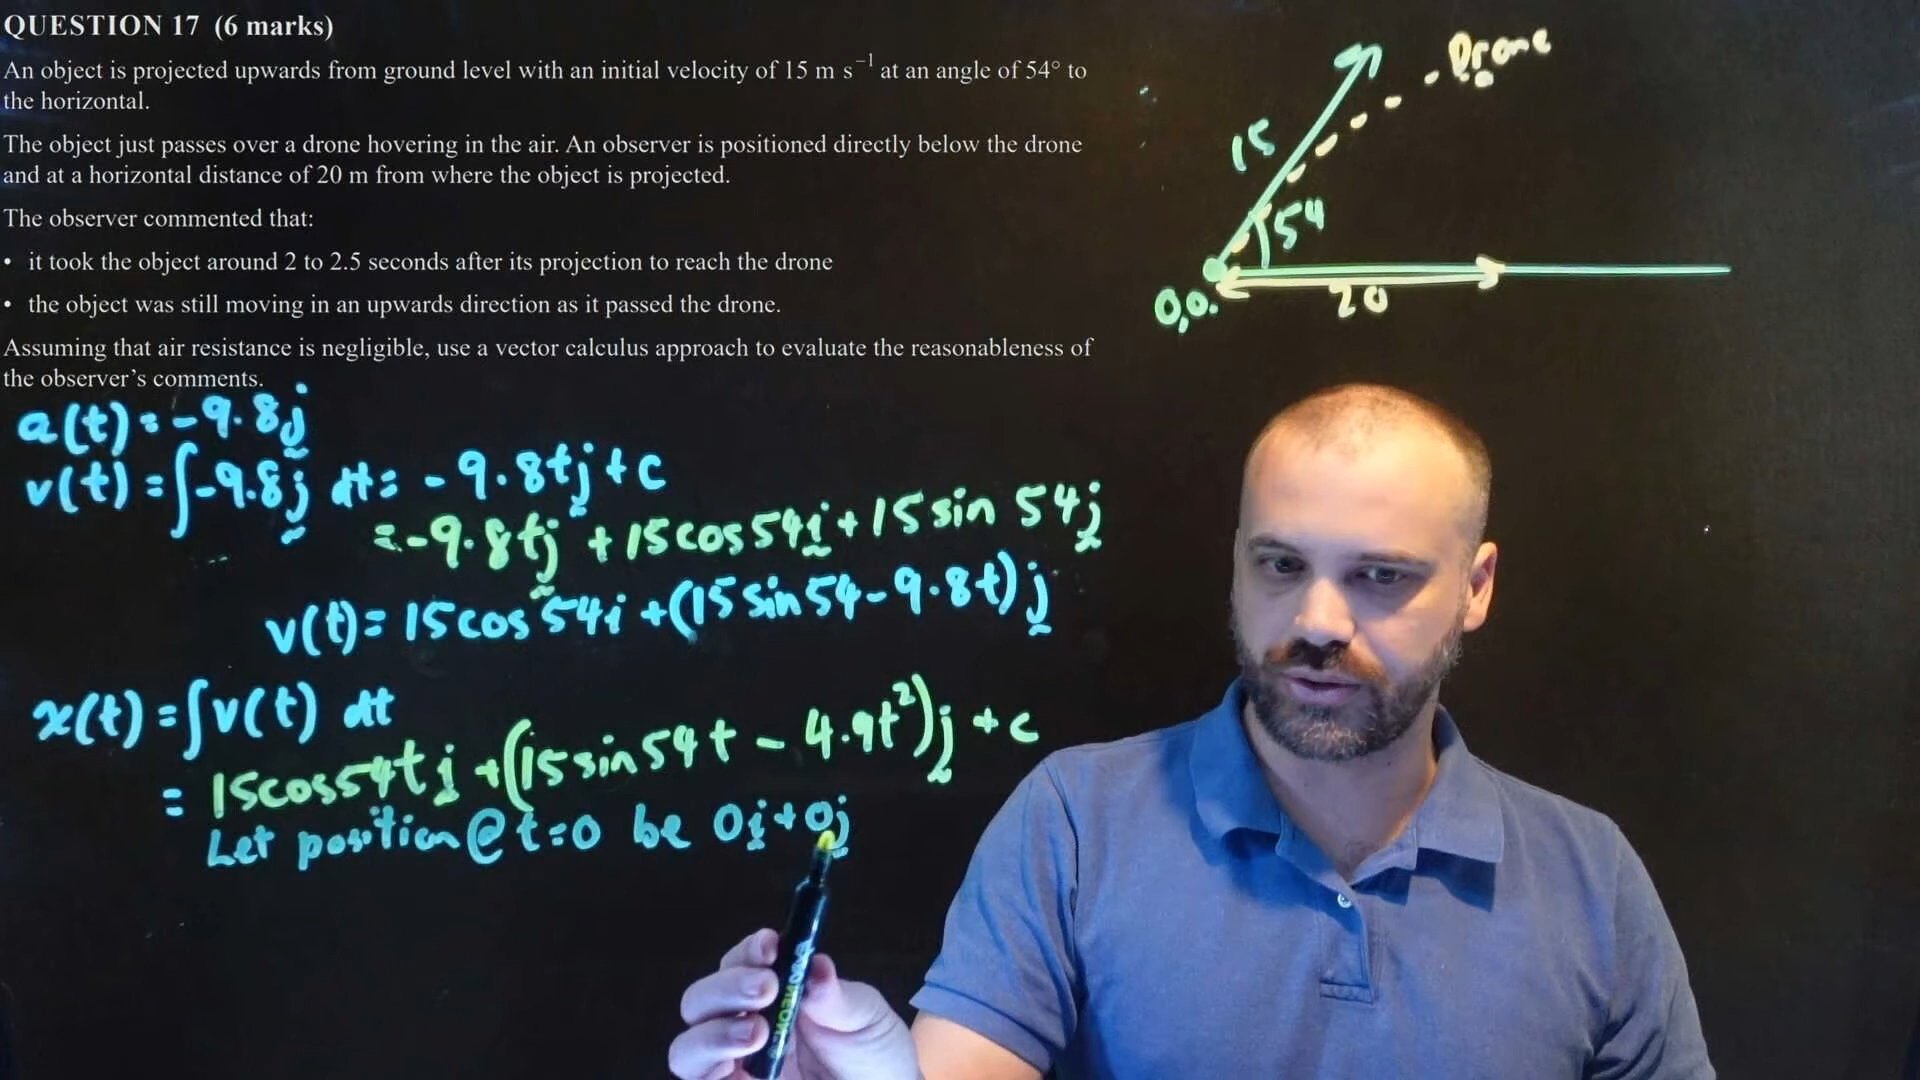 QUESTION 17 (6 marks)
An object is projected upwards from ground level with an initial velocity of 15 m s⁻¹ at an angle of 54° to
the horizontal.
The object just passes over a drone hovering in the air. An observer is positioned directly below the drone
and at a horizontal distance of 20 m from where the object is projected.
The observer commented that:
• it took the object around 2 to 2.5 seconds after its projection to reach the drone
• the object was still moving in an upwards direction as it passed the drone.
Assuming that air resistance is negligible, use a vector calculus approach to evaluate the reasonableness of
the observer's comments.
a(t) = -9.8j
v(t) = ∫-9.8j dt = -9.8tj + c
= -9.8tj + 15cos54i + 15 sin 54j
v(t) = 15cos54i + (15 sin54 - 9.8t)j
x(t) = ∫v(t) dt
= 15cos54ti + (15sin54t - 4.9t²)j + c
Let position @ t=0 be 0i + 0j
Drone
15
54
0,0.
20